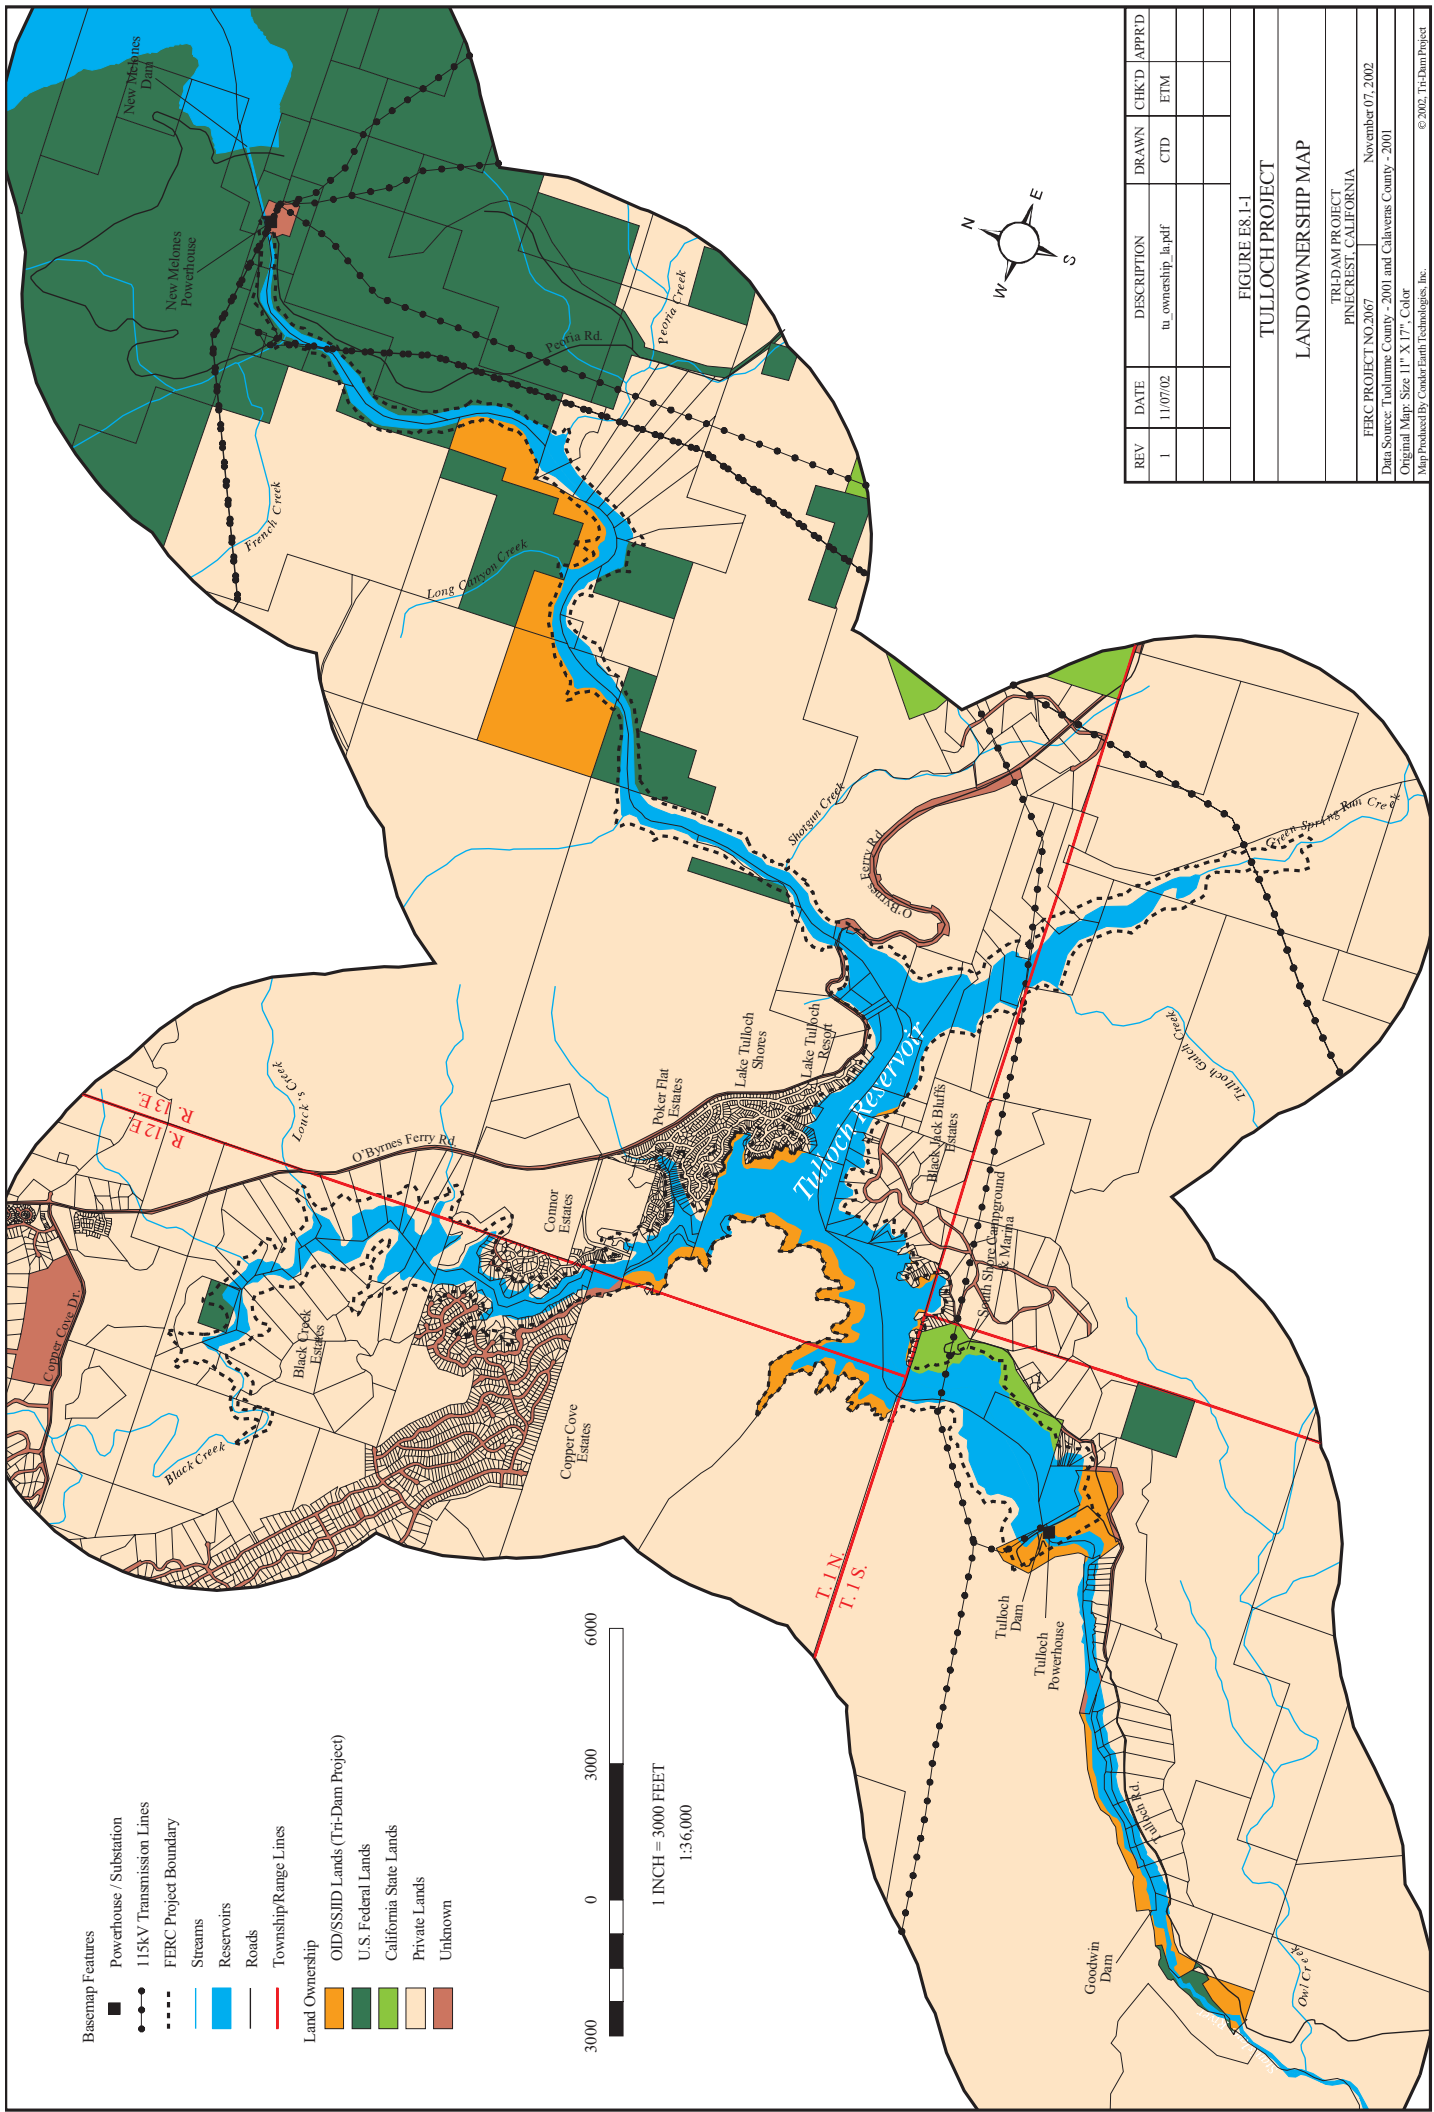 New Melones
Dam
New Melones
Powerhouse
Peoria Creek
Peoria Rd.
French Creek
Long Canyon Creek
Shotgun Creek
O'Byrnes Ferry Rd
Green Spring Run Creek
Tulloch Gulch Creek
Tulloch Reservoir
Lake Tulloch
Shores
Lake Tulloch
Resort
Poker Flat
Estates
Black Jack Bluffs
Estates
South Shore Campground
& Marina
Connor
Estates
O'Byrnes Ferry Rd
Louck's Creek
R. 13 E.
R. 12 E.
Copper Cove Dr.
Black Creek
Estates
Black Creek
Copper Cove
Estates
T. 1 N.
T. 1 S.
Tulloch
Dam
Tulloch
Powerhouse
Tulloch Rd.
Goodwin
Dam
Owl Creek
N
E
S
W
Basemap Features
Powerhouse / Substation
115kV Transmission Lines
FERC Project Boundary
Streams
Reservoirs
Roads
Township/Range Lines
Land Ownership
OID/SSJID Lands (Tri-Dam Project)
U.S. Federal Lands
California State Lands
Private Lands
Unknown
3000 0 3000 6000
1 INCH = 3000 FEET
1:36,000
REV DATE DESCRIPTION DRAWN CHK'D APPR'D
1 11/07/02 tu_ownership_la.pdf CTD ETM
FIGURE E8.1-1
TULLOCH PROJECT
LAND OWNERSHIP MAP
TRI-DAM PROJECT
PINECREST, CALIFORNIA
FERC PROJECT NO.2067 November 07, 2002
Data Source: Tuolumne County - 2001 and Calaveras County - 2001
Original Map: Size 11" X 17", Color
Map Produced By Condor Earth Technologies, Inc. © 2002, Tri-Dam Project